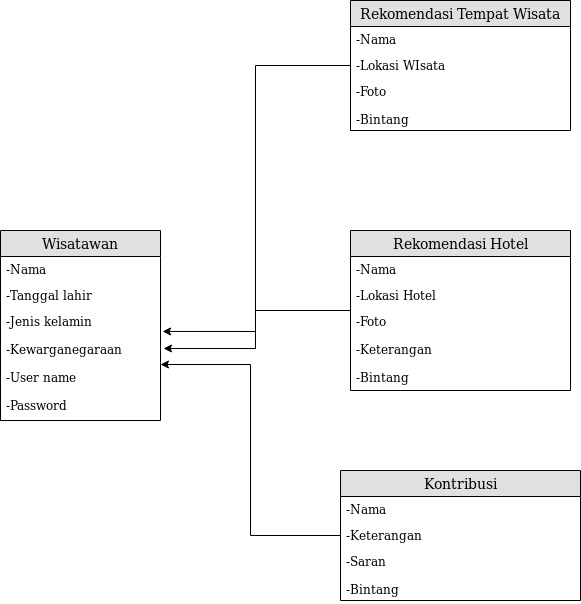 Rekomendasi Tempat Wisata
-Nama
-Lokasi WIsata
-Foto
-Bintang
Wisatawan
-Nama
-Tanggal lahir
-Jenis kelamin
-Kewarganegaraan
-User name
-Password
Rekomendasi Hotel
-Nama
-Lokasi Hotel
-Foto
-Keterangan
-Bintang
Kontribusi
-Nama
-Keterangan
-Saran
-Bintang